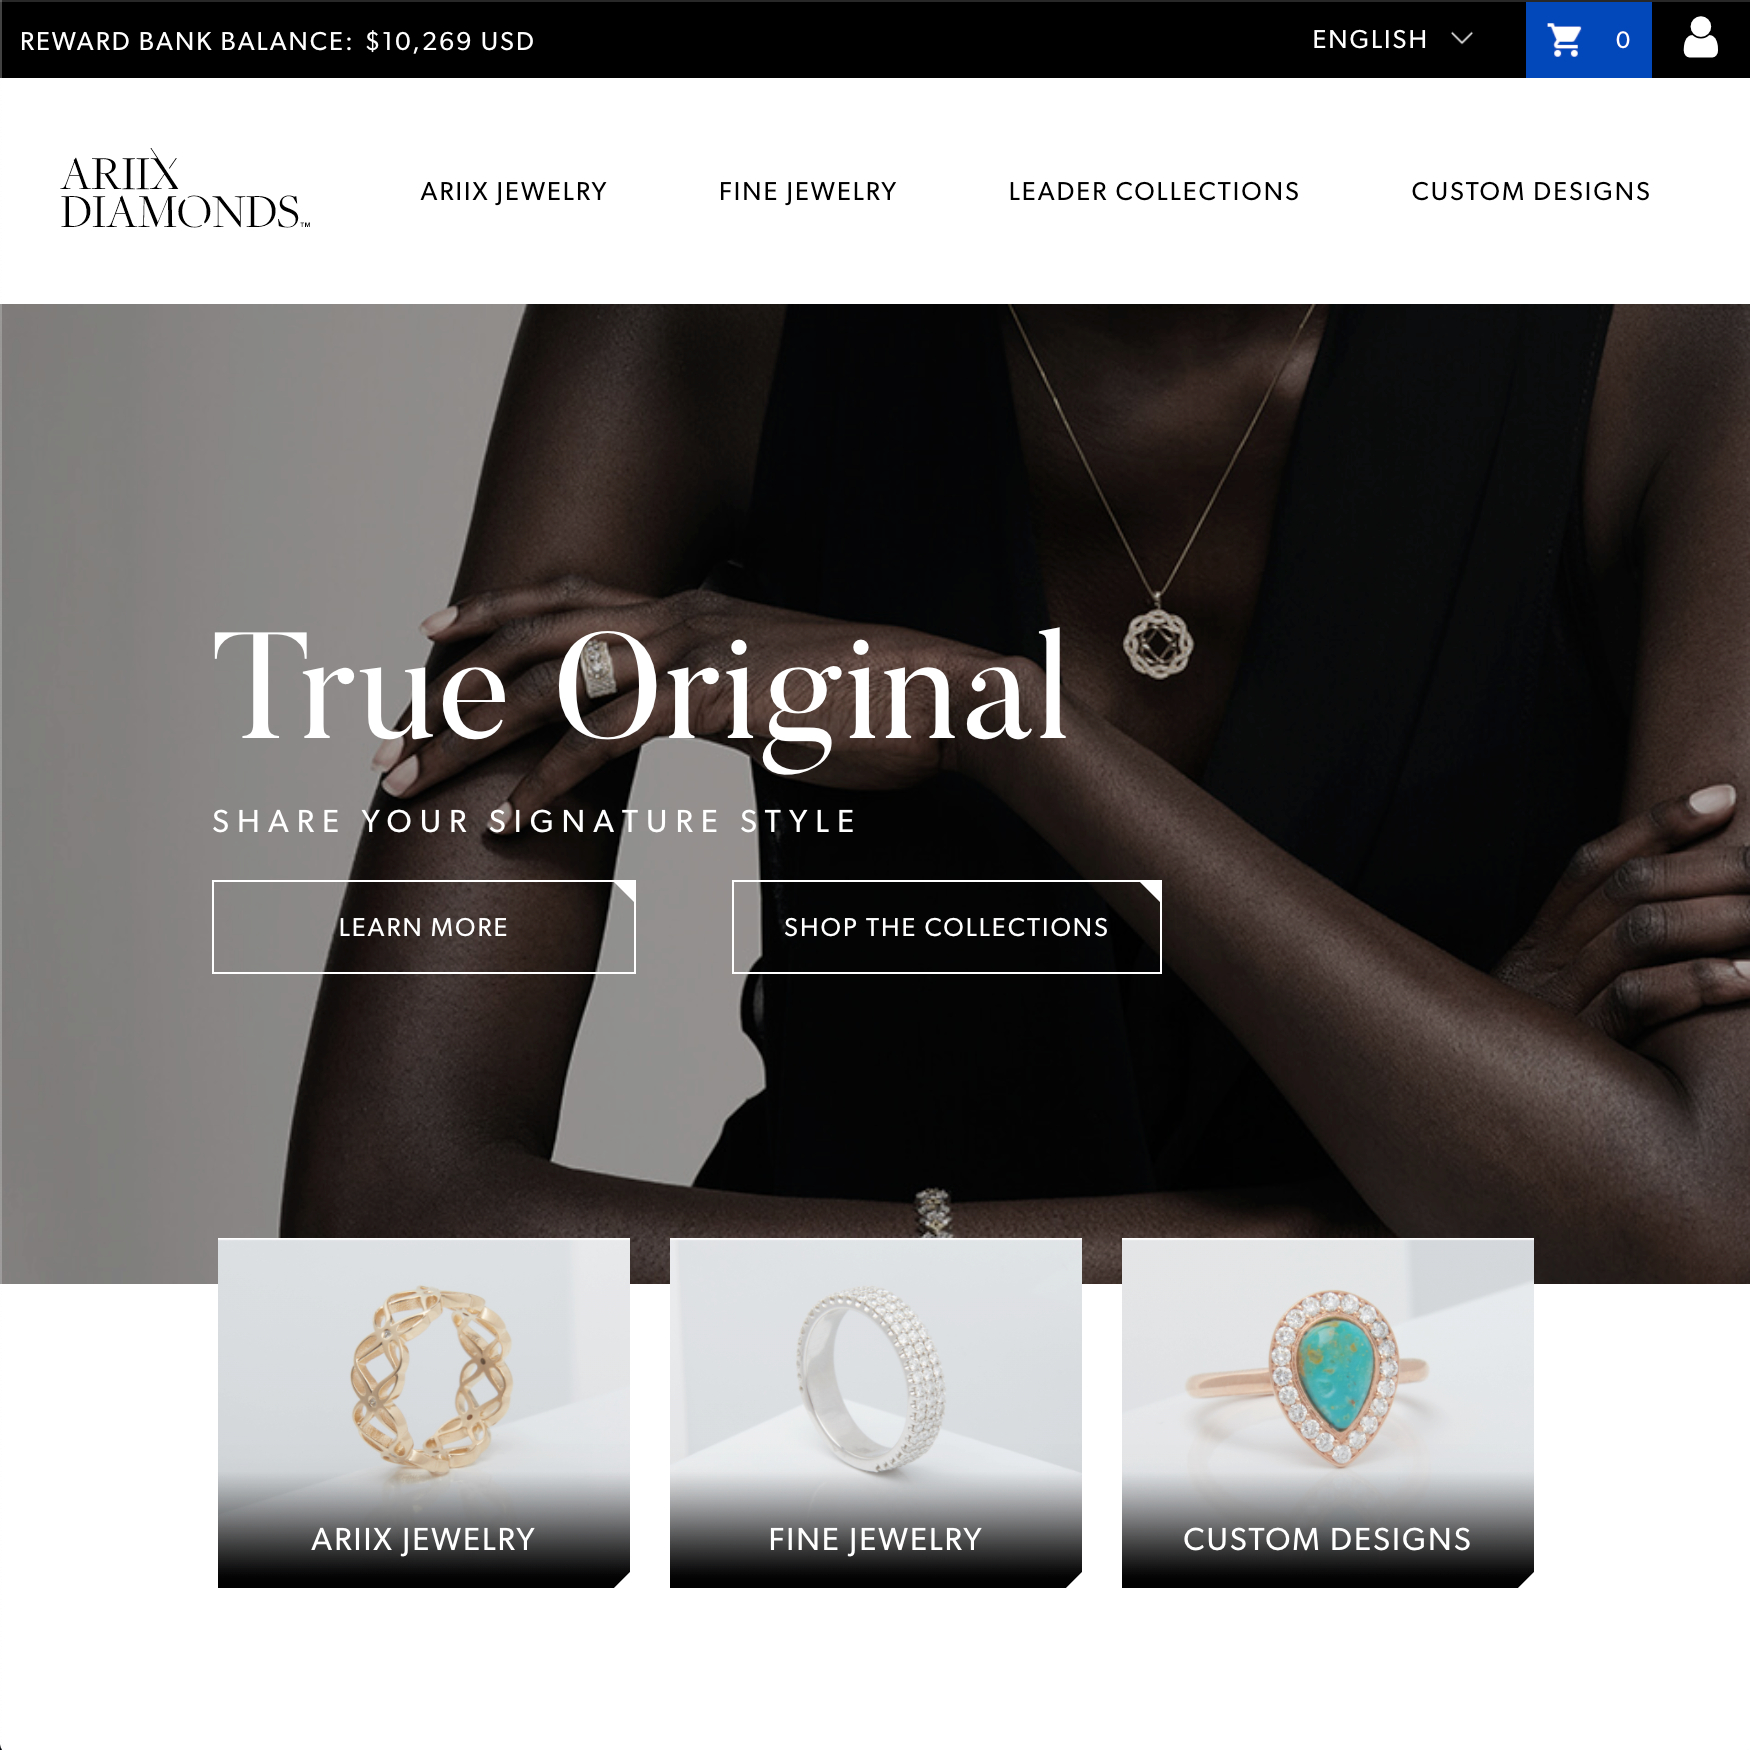 REWARD BANK BALANCE: $10,269 USD
ENGLISH
0
ARIIX
DIAMONDS™
ARIIX JEWELRY
FINE JEWELRY
LEADER COLLECTIONS
CUSTOM DESIGNS
True Original
SHARE YOUR SIGNATURE STYLE
LEARN MORE
SHOP THE COLLECTIONS
ARIIX JEWELRY
FINE JEWELRY
CUSTOM DESIGNS